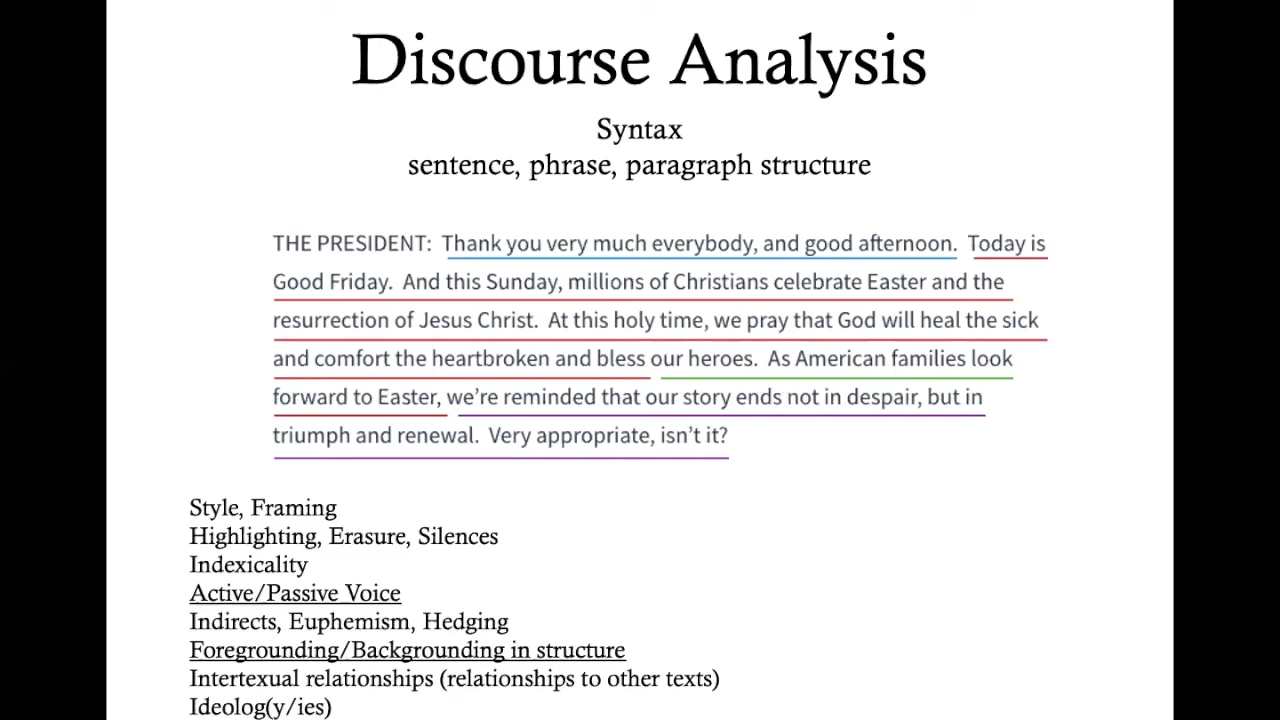 Discourse Analysis
Syntax
sentence, phrase, paragraph structure
THE PRESIDENT:  Thank you very much everybody, and good afternoon.  Today is
Good Friday.  And this Sunday, millions of Christians celebrate Easter and the
resurrection of Jesus Christ.  At this holy time, we pray that God will heal the sick
and comfort the heartbroken and bless our heroes.  As American families look
forward to Easter, we’re reminded that our story ends not in despair, but in
triumph and renewal.  Very appropriate, isn’t it?
Style, Framing
Highlighting, Erasure, Silences
Indexicality
Active/Passive Voice
Indirects, Euphemism, Hedging
Foregrounding/Backgrounding in structure
Intertexual relationships (relationships to other texts)
Ideolog(y/ies)